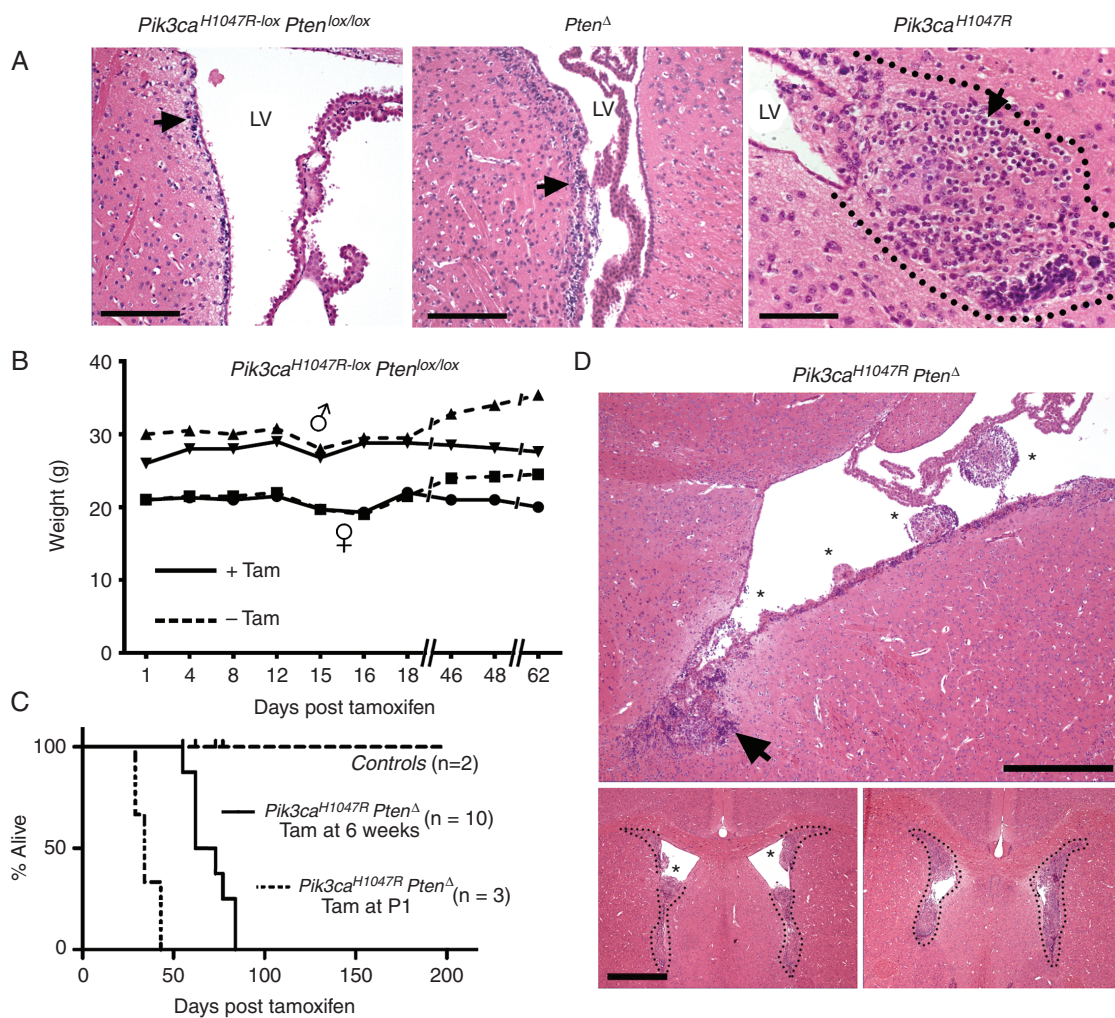 A
Pik3caH1047R-lox Ptenlox/lox
PtenΔ
Pik3caH1047R
LV
LV
LV
B
Pik3caH1047R-lox Ptenlox/lox
Weight (g)
40
30
20
10
0
♂
♀
+ Tam
– Tam
1 4 8 12 15 16 18 46 48 62
Days post tamoxifen
C
% Alive
100
50
0
Controls (n=2)
Pik3caH1047R PtenΔ (n = 10)
Tam at 6 weeks
Pik3caH1047R PtenΔ (n = 3)
Tam at P1
0 50 100 150 200
Days post tamoxifen
D
Pik3caH1047R PtenΔ
*
*
*
*
*
*